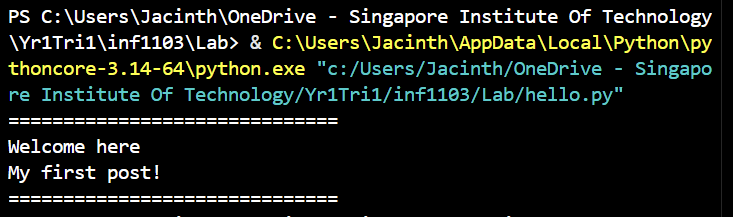 PS C:\Users\Jacinth\OneDrive - Singapore Institute Of Technology
\Yr1Tri1\inf1103\Lab> & C:\Users\Jacinth\AppData\Local\Python\py
thoncore-3.14-64\python.exe "c:/Users/Jacinth/OneDrive - Singapo
re Institute Of Technology/Yr1Tri1/inf1103/Lab/hello.py"
==============================
Welcome here
My first post!
==============================